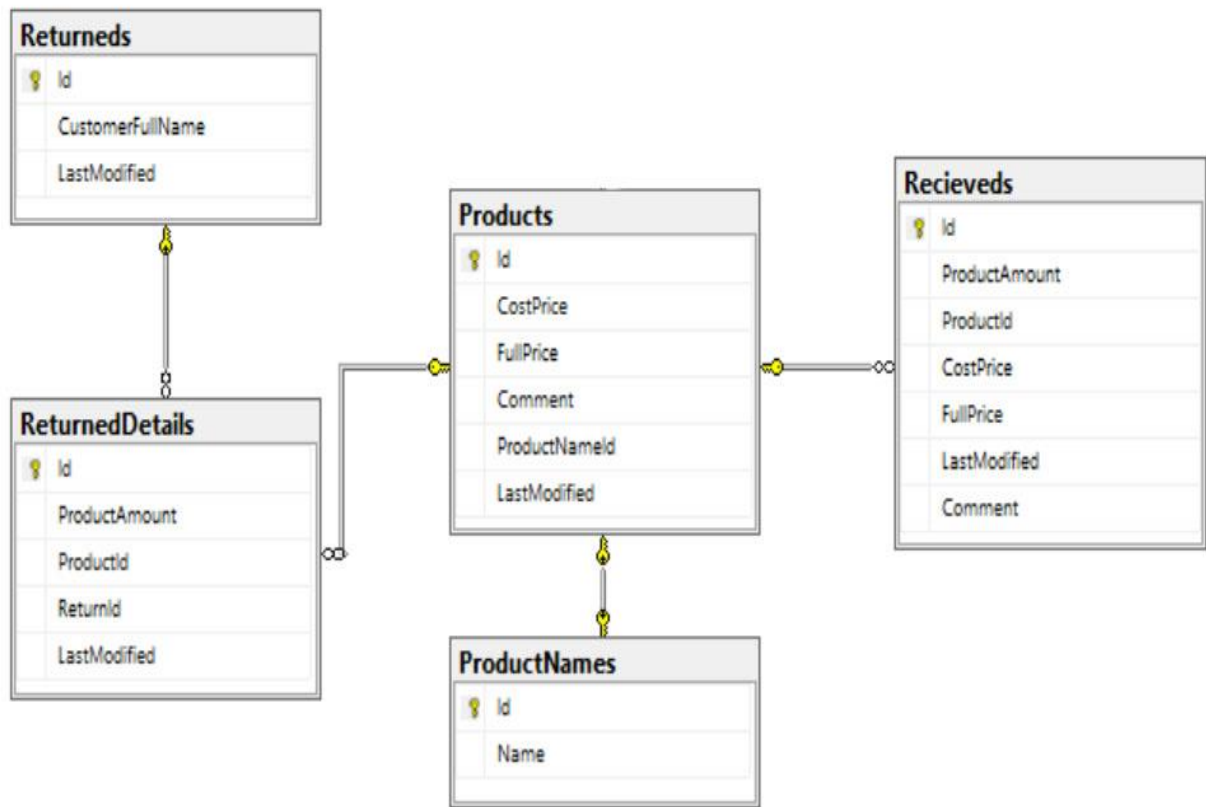 Returneds
Id
CustomerFullName
LastModified
ReturnedDetails
Id
ProductAmount
ProductId
ReturnId
LastModified
Products
Id
CostPrice
FullPrice
Comment
ProductNameId
LastModified
ProductNames
Id
Name
Recieveds
Id
ProductAmount
ProductId
CostPrice
FullPrice
LastModified
Comment